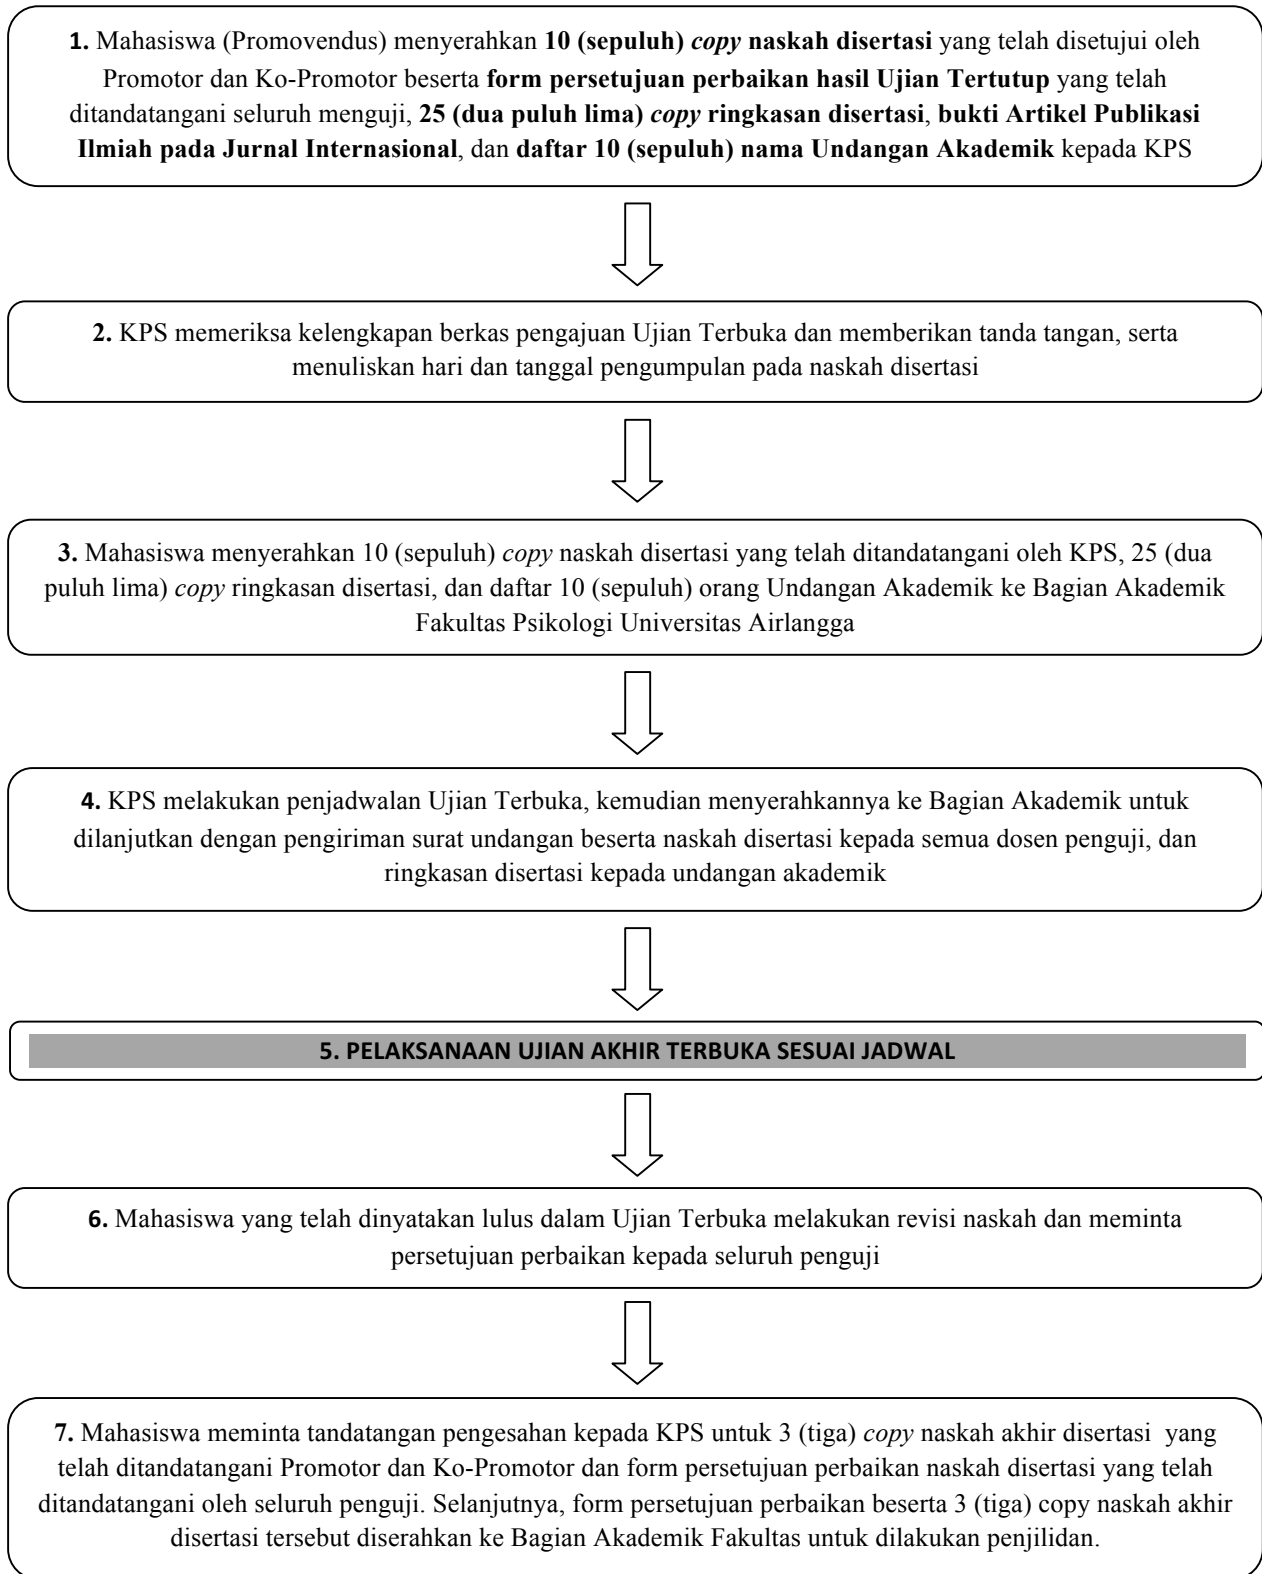 1. Mahasiswa (Promovendus) menyerahkan 10 (sepuluh) copy naskah disertasi yang telah disetujui oleh
Promotor dan Ko-Promotor beserta form persetujuan perbaikan hasil Ujian Tertutup yang telah
ditandatangani seluruh menguji, 25 (dua puluh lima) copy ringkasan disertasi, bukti Artikel Publikasi
Ilmiah pada Jurnal Internasional, dan daftar 10 (sepuluh) nama Undangan Akademik kepada KPS
2. KPS memeriksa kelengkapan berkas pengajuan Ujian Terbuka dan memberikan tanda tangan, serta
menuliskan hari dan tanggal pengumpulan pada naskah disertasi
3. Mahasiswa menyerahkan 10 (sepuluh) copy naskah disertasi yang telah ditandatangani oleh KPS, 25 (dua
puluh lima) copy ringkasan disertasi, dan daftar 10 (sepuluh) orang Undangan Akademik ke Bagian Akademik
Fakultas Psikologi Universitas Airlangga
4. KPS melakukan penjadwalan Ujian Terbuka, kemudian menyerahkannya ke Bagian Akademik untuk
dilanjutkan dengan pengiriman surat undangan beserta naskah disertasi kepada semua dosen penguji, dan
ringkasan disertasi kepada undangan akademik
5. PELAKSANAAN UJIAN AKHIR TERBUKA SESUAI JADWAL
6. Mahasiswa yang telah dinyatakan lulus dalam Ujian Terbuka melakukan revisi naskah dan meminta
persetujuan perbaikan kepada seluruh penguji
7. Mahasiswa meminta tandatangan pengesahan kepada KPS untuk 3 (tiga) copy naskah akhir disertasi yang
telah ditandatangani Promotor dan Ko-Promotor dan form persetujuan perbaikan naskah disertasi yang telah
ditandatangani oleh seluruh penguji. Selanjutnya, form persetujuan perbaikan beserta 3 (tiga) copy naskah akhir
disertasi tersebut diserahkan ke Bagian Akademik Fakultas untuk dilakukan penjilidan.